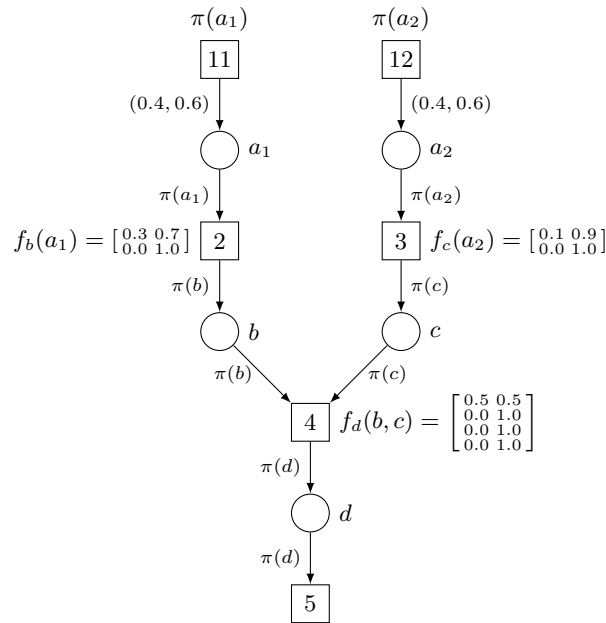 π(a₁) π(a₂)
11 12
(0.4, 0.6) (0.4, 0.6)
a₁ a₂
π(a₁) π(a₂)
f_b(a₁) = [0.3 0.7 2 3 f_c(a₂) = [0.1 0.9
0.0 1.0] 0.0 1.0]
π(b) π(c)
b c
π(b) π(c)
4 f_d(b, c) = [0.5 0.5
0.0 1.0
0.0 1.0
0.0 1.0]
π(d)
d
π(d)
5